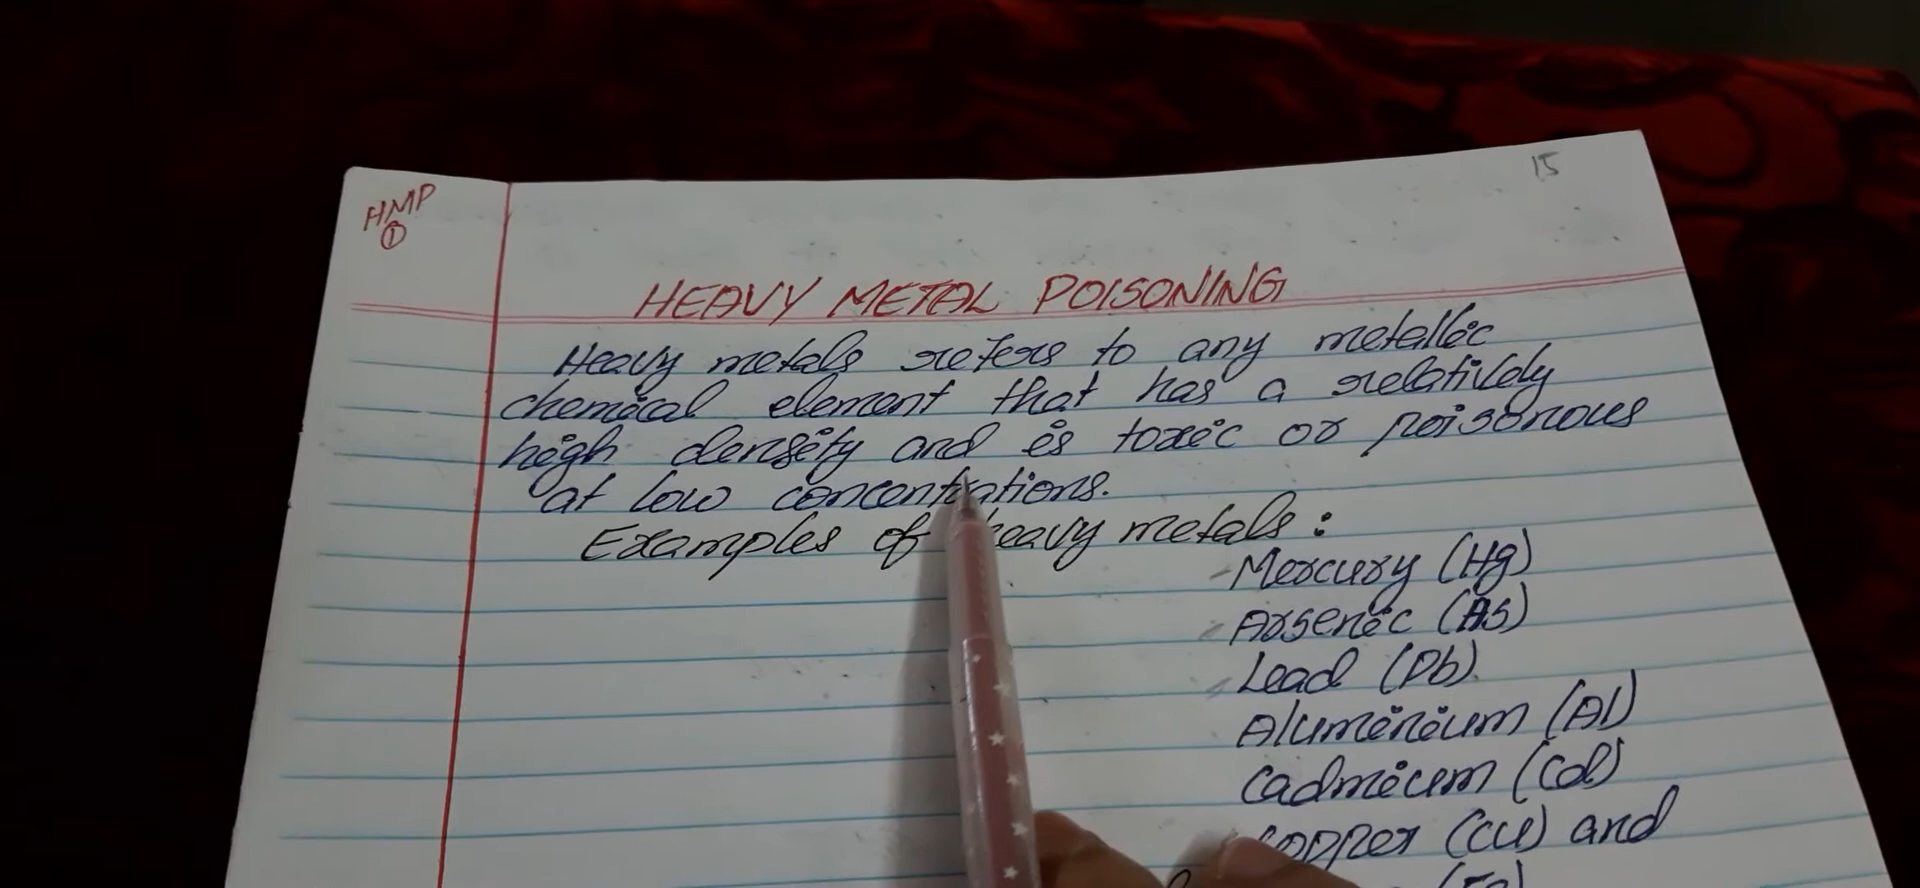 15
HMP
①
HEAVY METAL POISONING
Heavy metals refers to any metallic
chemical element that has a relatively
high density and is toxic or poisonous
at low concentrations.
Examples of heavy metals:
Mercury (Hg)
Arsenic (As)
Lead (Pb).
Aluminium (Al)
Cadmium (Cd)
Copper (Cu) and
(Fe)